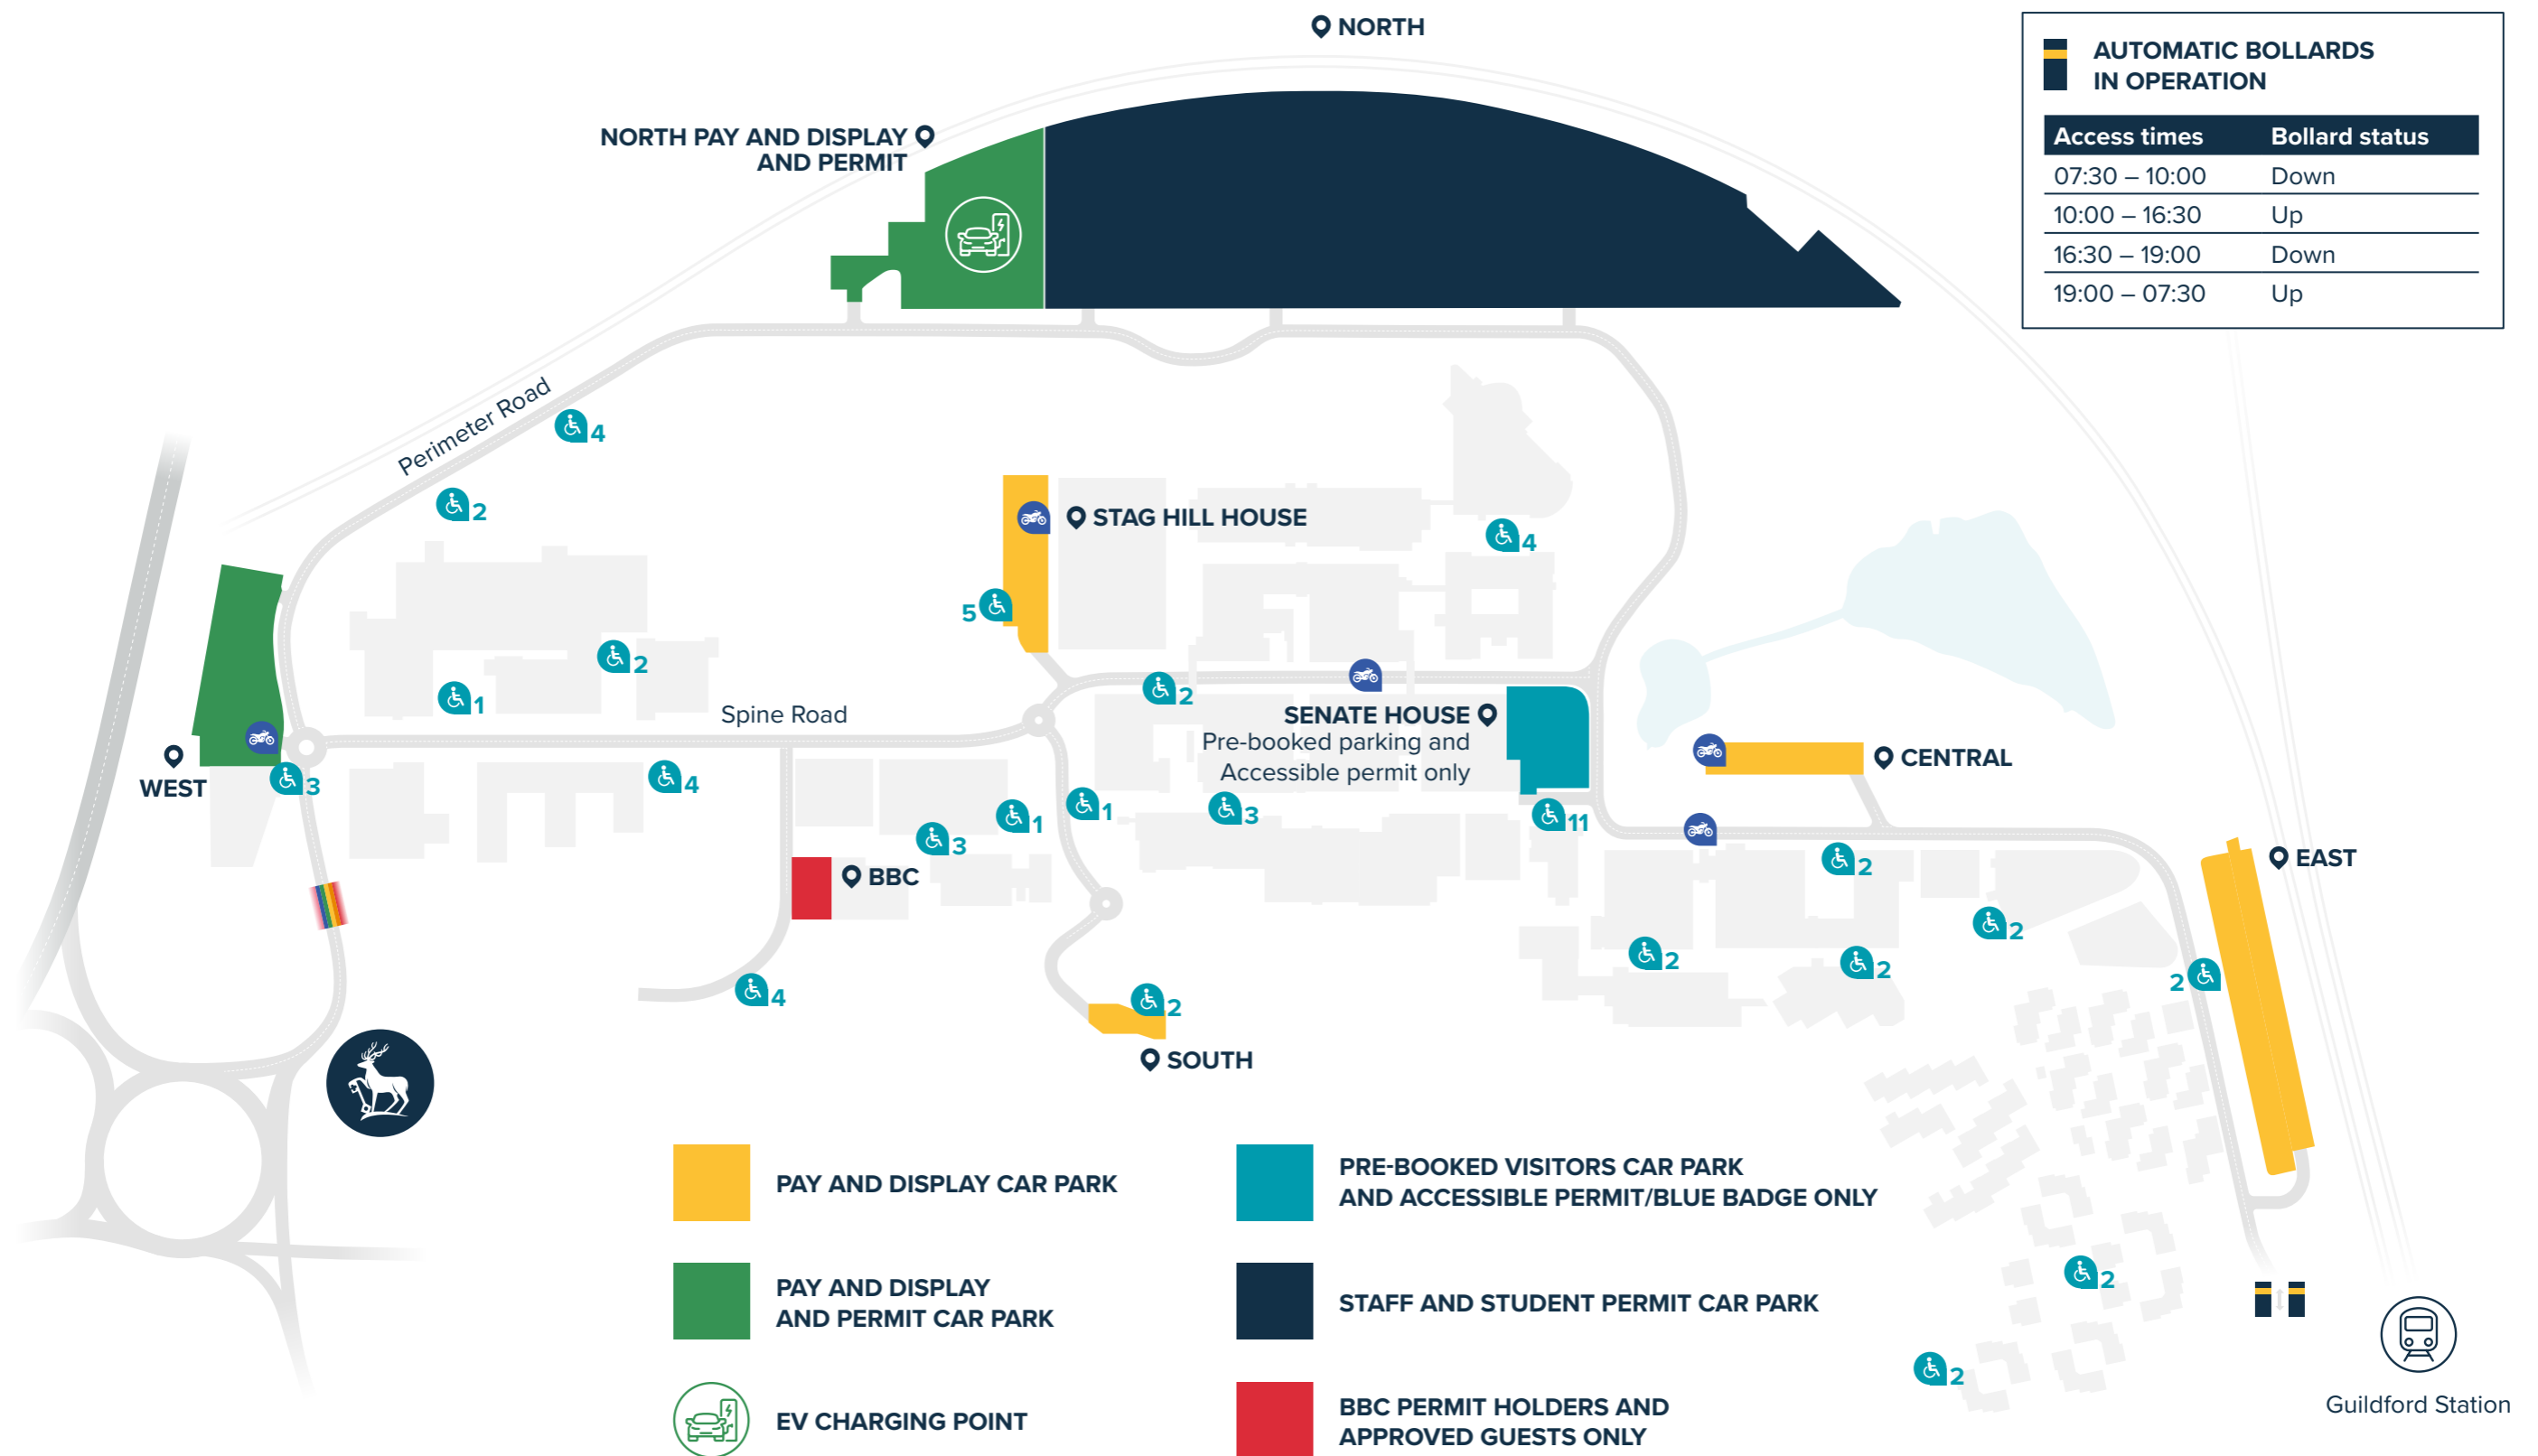 NORTH
AUTOMATIC BOLLARDS
IN OPERATION
Access times Bollard status
07:30 – 10:00 Down
10:00 – 16:30 Up
16:30 – 19:00 Down
19:00 – 07:30 Up
NORTH PAY AND DISPLAY
AND PERMIT
Perimeter Road
4
2
STAG HILL HOUSE
4
5
2
1
2
Spine Road
SENATE HOUSE
Pre-booked parking and
Accessible permit only
CENTRAL
WEST
3
4
1
1
3
11
3
2
EAST
BBC
2
2
2
2
4
2
SOUTH
PAY AND DISPLAY CAR PARK
PRE-BOOKED VISITORS CAR PARK
AND ACCESSIBLE PERMIT/BLUE BADGE ONLY
PAY AND DISPLAY
AND PERMIT CAR PARK
STAFF AND STUDENT PERMIT CAR PARK
2
2
EV CHARGING POINT
BBC PERMIT HOLDERS AND
APPROVED GUESTS ONLY
Guildford Station